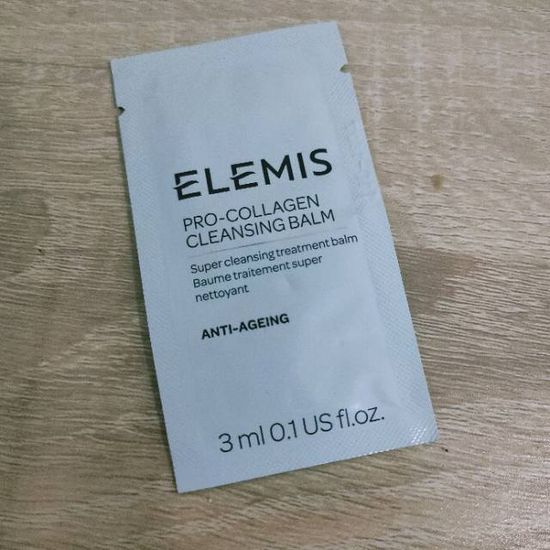 ELEMIS
PRO-COLLAGEN
CLEANSING BALM
Super cleansing treatment balm
Baume traitement super
nettoyant
ANTI-AGEING
3 ml 0.1 US fl.oz.